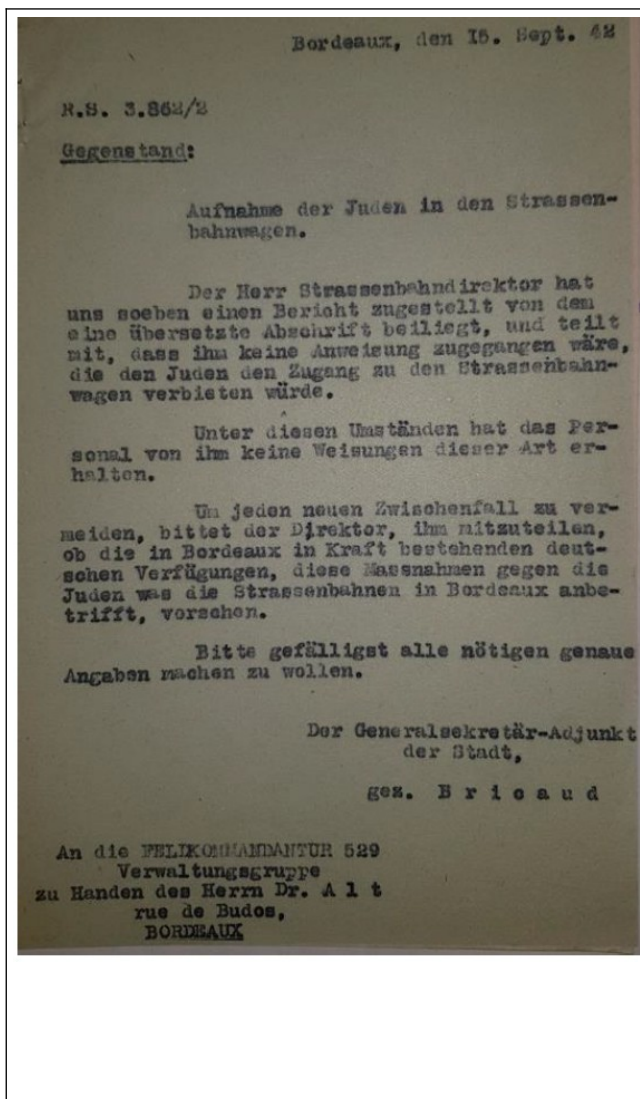 Bordeaux, den 15. Sept. 42
R.S. 3.862/2
Gegenstand:
Aufnahme der Juden in den Strassen-
bahnwagen.
Der Herr Strassenbahndirektor hat
uns soeben einen Bericht zugestellt von dem
eine übersetzte Abschrift beiliegt, und teilt
mit, dass ihm keine Anweisung zugegangen wäre,
die den Juden den Zugang zu den Strassenbahn-
wagen verbieten würde.
Unter diesen Umständen hat das Per-
sonal von ihm keine Weisungen dieser Art er-
halten.
Um jeden neuen Zwischenfall zu ver-
meiden, bittet der Direktor, ihm mitzuteilen,
ob die in Bordeaux in Kraft bestehenden deut-
schen Verfügungen, diese Massnahmen gegen die
Juden was die Strassenbahnen in Bordeaux anbe-
trifft, vorsehen.
Bitte gefälligst alle nötigen genaue
Angaben machen zu wollen.
Der Generalsekretär-Adjunkt
der Stadt,
gez. B r i c a u d
An die FELDKOMMANDANTUR 529
Verwaltungsgruppe
zu Handen des Herrn Dr. A l t
rue de Budos,
BORDEAUX